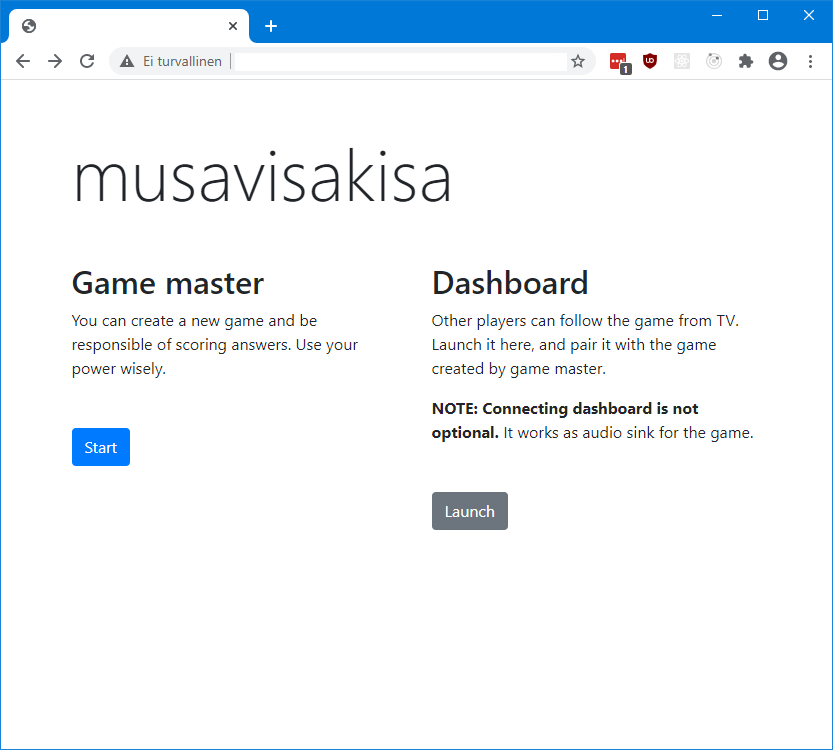 Ei turvallinen
1
musavisakisa
Game master
You can create a new game and be
responsible of scoring answers. Use your
power wisely.
Start
Dashboard
Other players can follow the game from TV.
Launch it here, and pair it with the game
created by game master.
NOTE: Connecting dashboard is not
optional. It works as audio sink for the game.
Launch